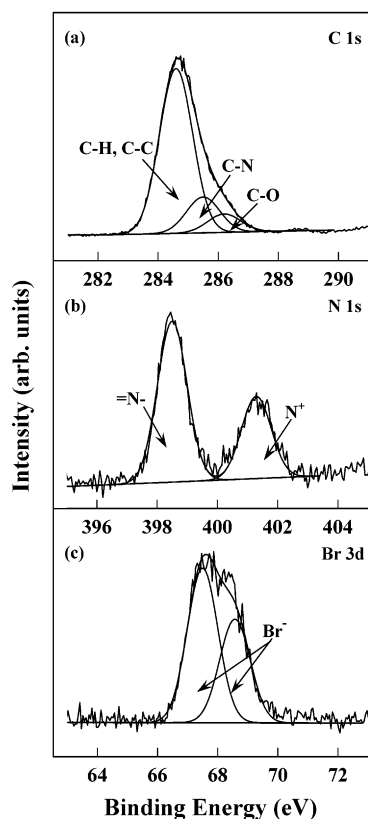 (a)
C 1s
C-H, C-C
C-N
C-O
282 284 286 288 290
(b)
N 1s
=N-
N⁺
396 398 400 402 404
(c)
Br 3d
Br⁻
64 66 68 70 72
Intensity (arb. units)
Binding Energy (eV)